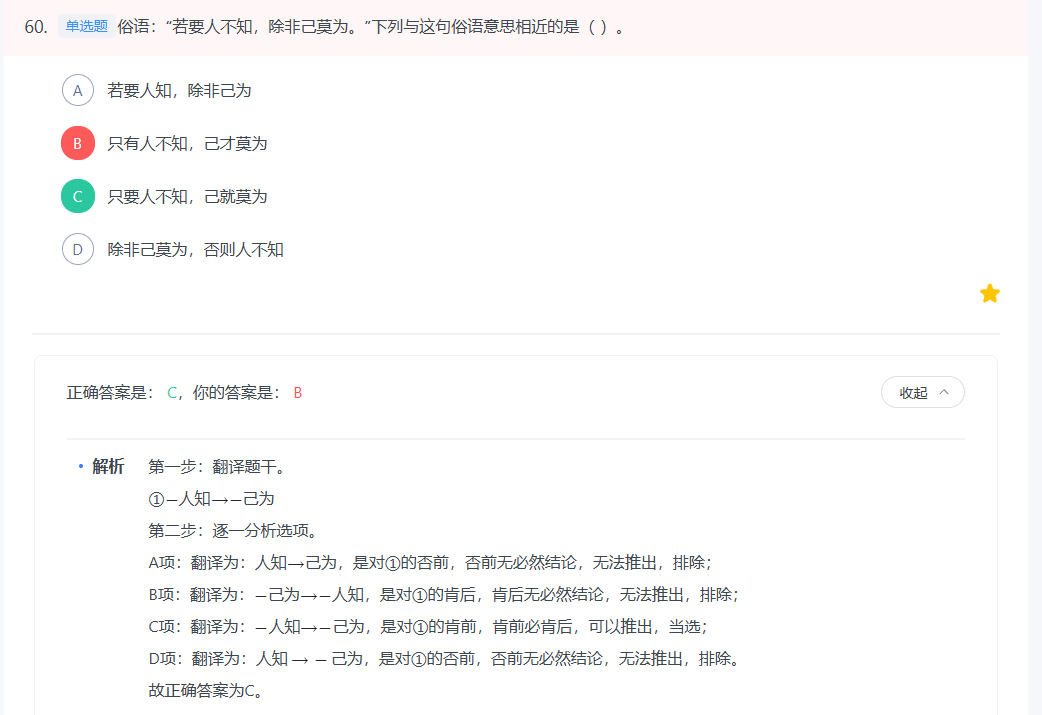 60. 单选题 俗语：“若要人不知，除非己莫为。”下列与这句俗语意思相近的是（ ）。
A 若要人知，除非己为
B 只有人不知，己才莫为
C 只要人不知，己就莫为
D 除非己莫为，否则人不知
正确答案是： C，你的答案是： B
收起
• 解析 第一步：翻译题干。
①－人知→－己为
第二步：逐一分析选项。
A项：翻译为：人知→己为，是对①的否前，否前无必然结论，无法推出，排除；
B项：翻译为：－己为→－人知，是对①的肯后，肯后无必然结论，无法推出，排除；
C项：翻译为：－人知→－己为，是对①的肯前，肯前必肯后，可以推出，当选；
D项：翻译为：人知 → － 己为，是对①的否前，否前无必然结论，无法推出，排除。
故正确答案为C。